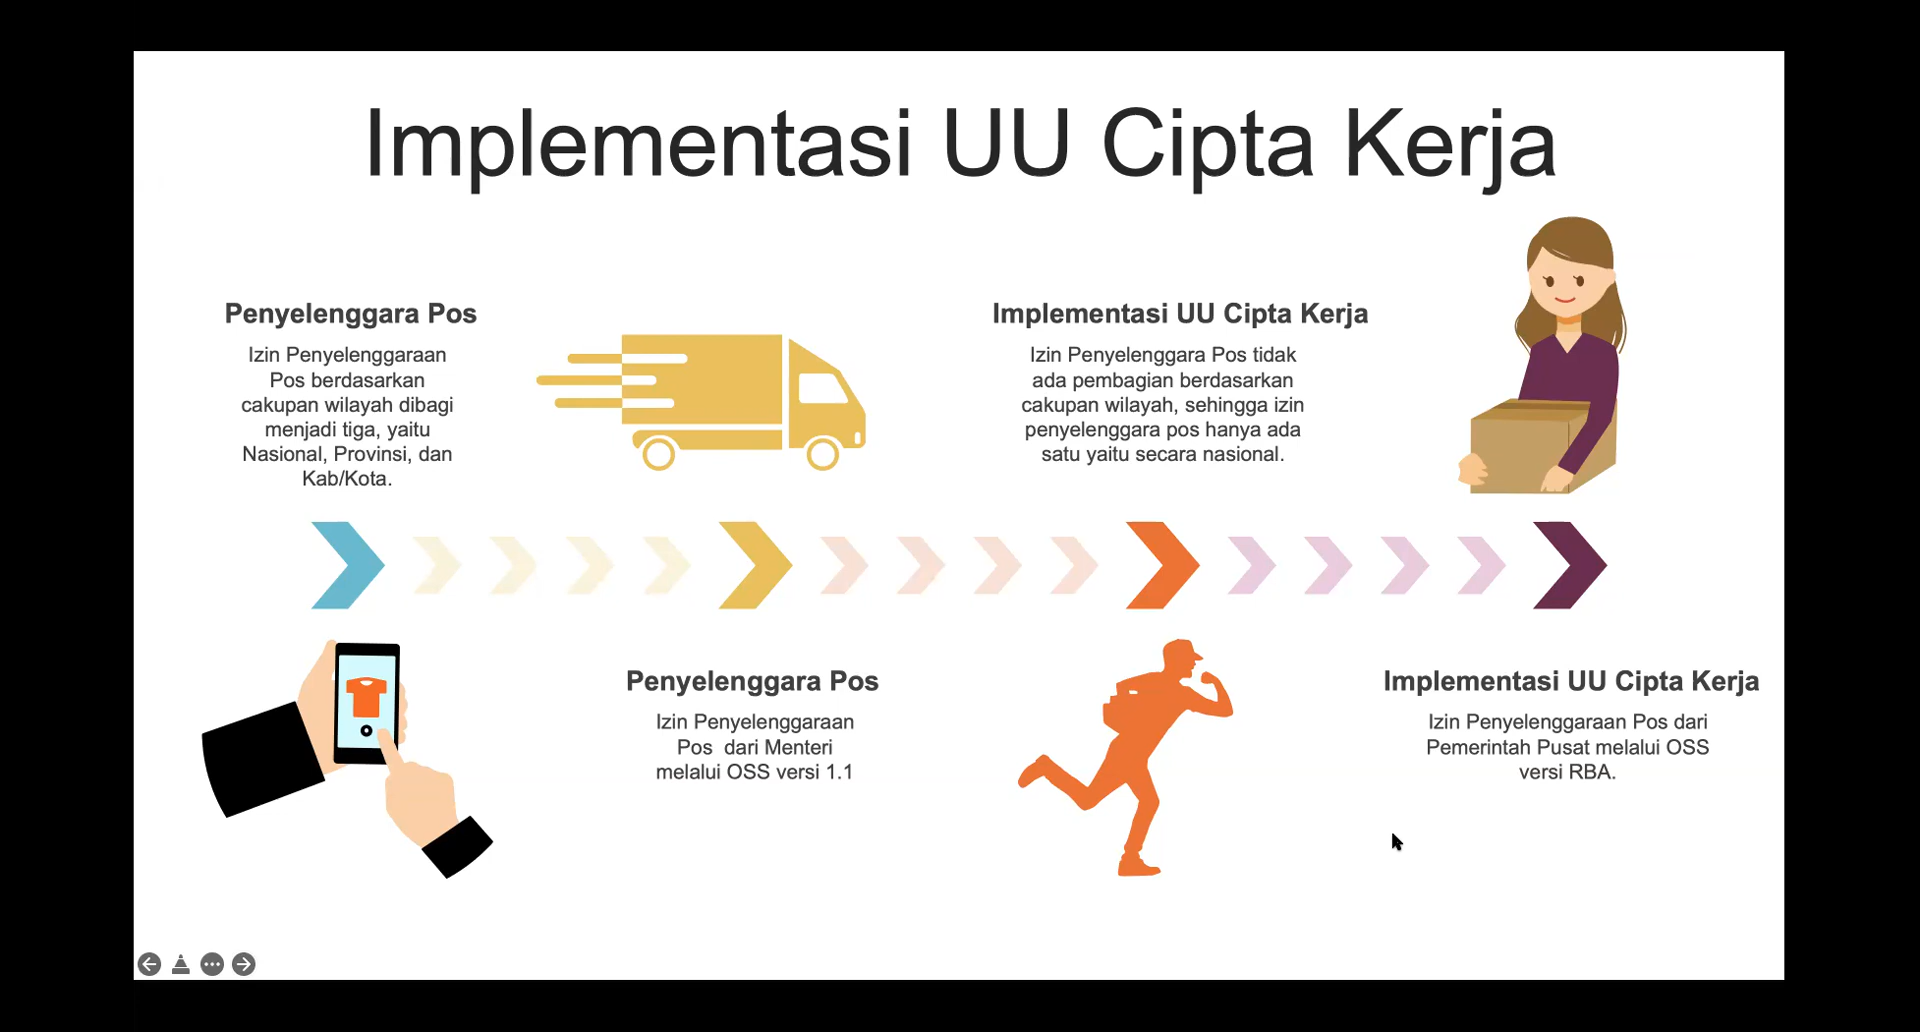 Implementasi UU Cipta Kerja
Penyelenggara Pos
Izin Penyelenggaraan
Pos berdasarkan
cakupan wilayah dibagi
menjadi tiga, yaitu
Nasional, Provinsi, dan
Kab/Kota.
Implementasi UU Cipta Kerja
Izin Penyelenggara Pos tidak
ada pembagian berdasarkan
cakupan wilayah, sehingga izin
penyelenggara pos hanya ada
satu yaitu secara nasional.
Penyelenggara Pos
Izin Penyelenggaraan
Pos dari Menteri
melalui OSS versi 1.1
Implementasi UU Cipta Kerja
Izin Penyelenggaraan Pos dari
Pemerintah Pusat melalui OSS
versi RBA.